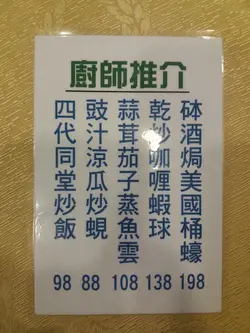 廚師推介
砵酒焗美國桶蠔 198
乾炒咖喱蝦球 138
蒜茸茄子蒸魚雲 108
豉汁涼瓜炒蜆 88
四代同堂炒飯 98